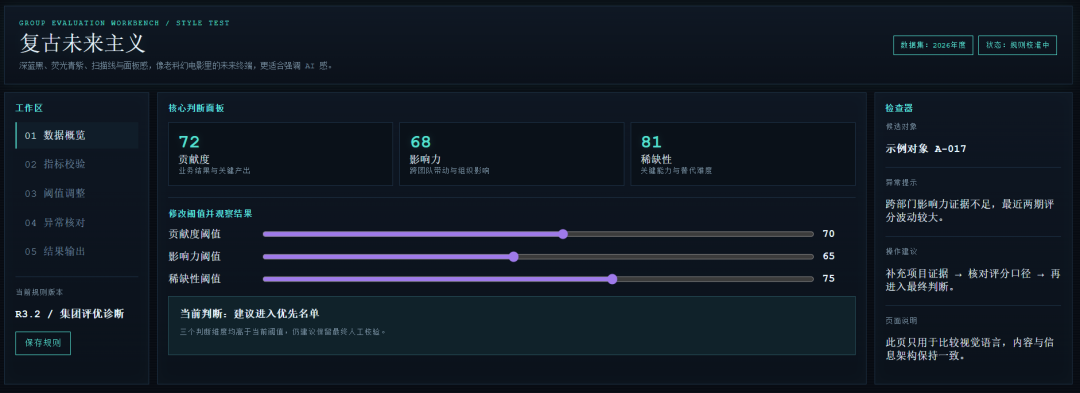 GROUP EVALUATION WORKBENCH / STYLE TEST
复古未来主义
深蓝黑、荧光青紫、扫描线与面板感，像老科幻电影里的未来终端，更适合强调 AI 感。
数据集：2026年度
状态：规则校准中
工作区
01 数据概览
02 指标校验
03 阈值调整
04 异常核对
05 结果输出
当前规则版本
R3.2 / 集团评优诊断
保存规则
核心判断面板
72
贡献度
业务结果与关键产出
68
影响力
跨团队带动与组织影响
81
稀缺性
关键能力与替代难度
修改阈值并观察结果
贡献度阈值 70
影响力阈值 65
稀缺性阈值 75
当前判断：建议进入优先名单
三个判断维度均高于当前阈值，仍建议保留最终人工核验。
检查器
候选对象
示例对象 A-017
异常提示
跨部门影响力证据不足，最近两期评
分波动较大。
操作建议
补充项目证据 → 核对评分口径 → 再
进入最终判断。
页面说明
此页只用于比较视觉语言，内容与信
息架构保持一致。